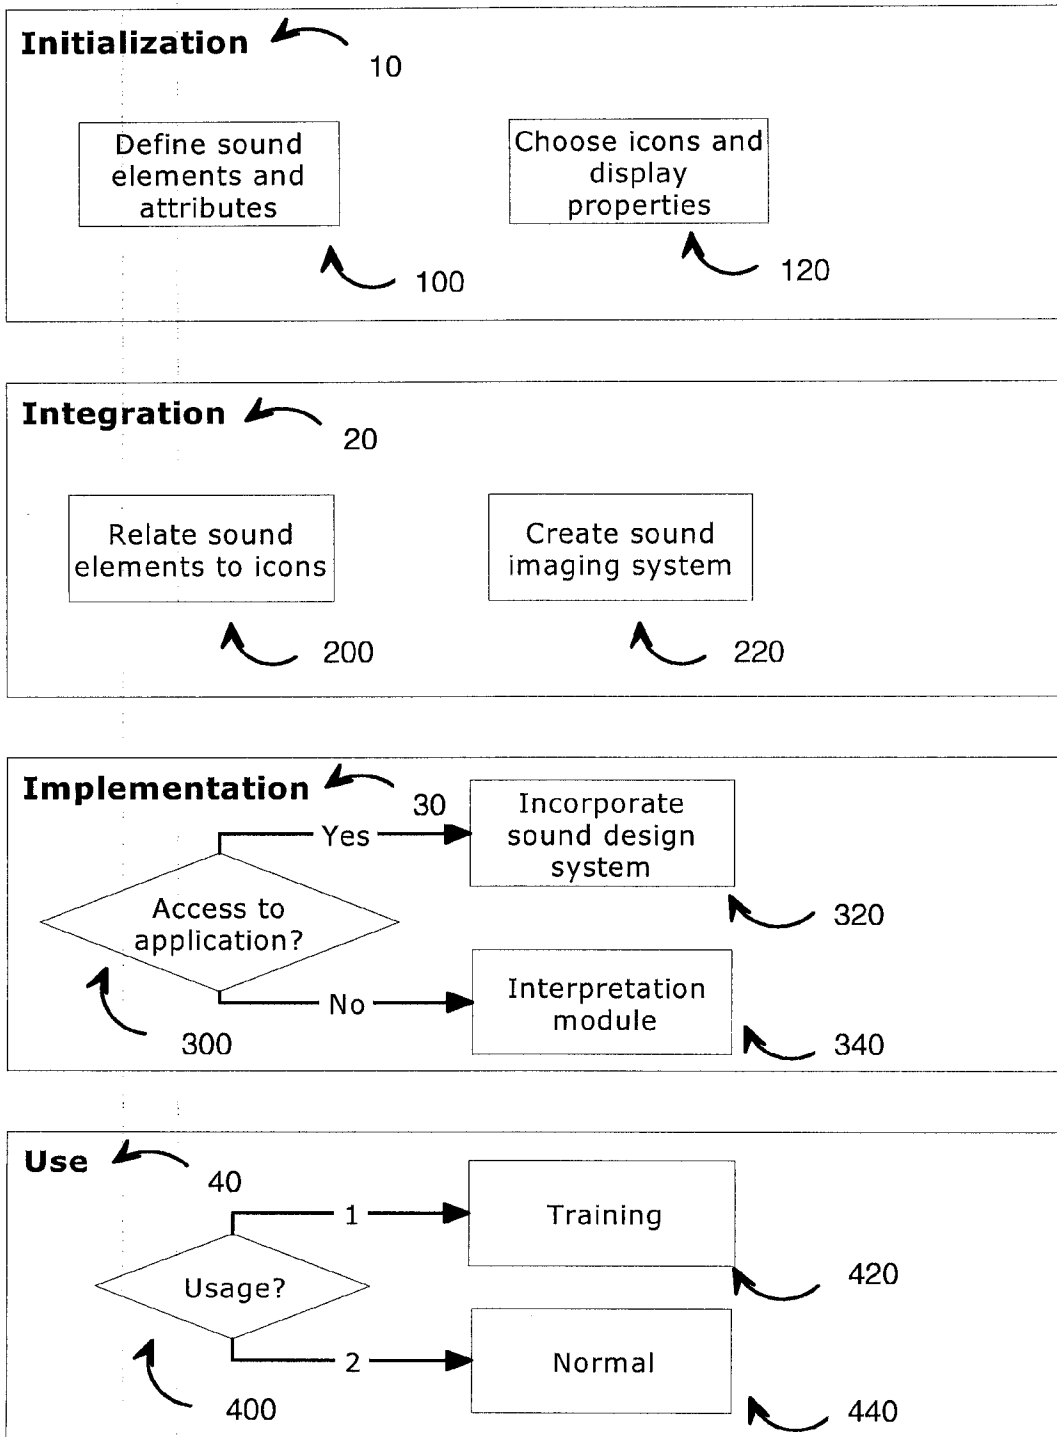 Initialization
10
Define sound
elements and
attributes
100
Choose icons and
display
properties
120
Integration
20
Relate sound
elements to icons
200
Create sound
imaging system
220
Implementation
30
Yes
Incorporate
sound design
system
320
Access to
application?
300
No
Interpretation
module
340
Use
40
1
Training
420
Usage?
400
2
Normal
440